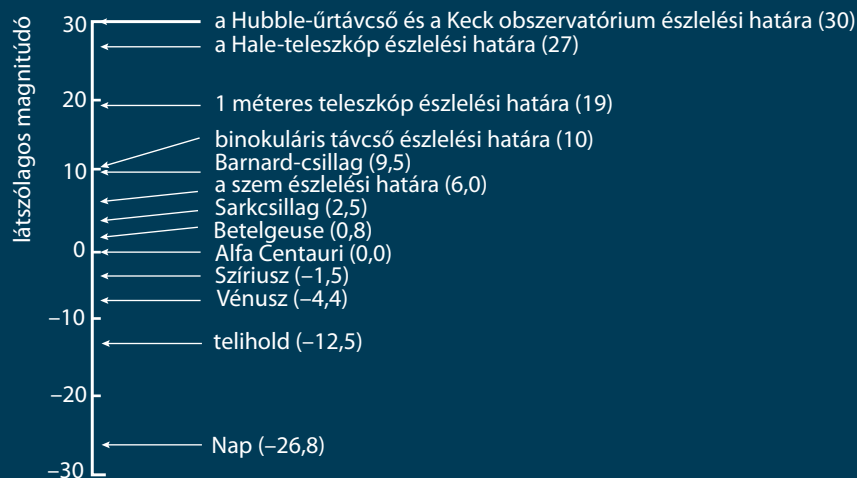 látszólagos magnitúdó
30
20
10
0
–10
–20
–30
a Hubble-űrtávcső és a Keck obszervatórium észlelési határa (30)
a Hale-teleszkóp észlelési határa (27)
1 méteres teleszkóp észlelési határa (19)
binokuláris távcső észlelési határa (10)
Barnard-csillag (9,5)
a szem észlelési határa (6,0)
Sarkcsillag (2,5)
Betelgeuse (0,8)
Alfa Centauri (0,0)
Szíriusz (–1,5)
Vénusz (–4,4)
telihold (–12,5)
Nap (–26,8)